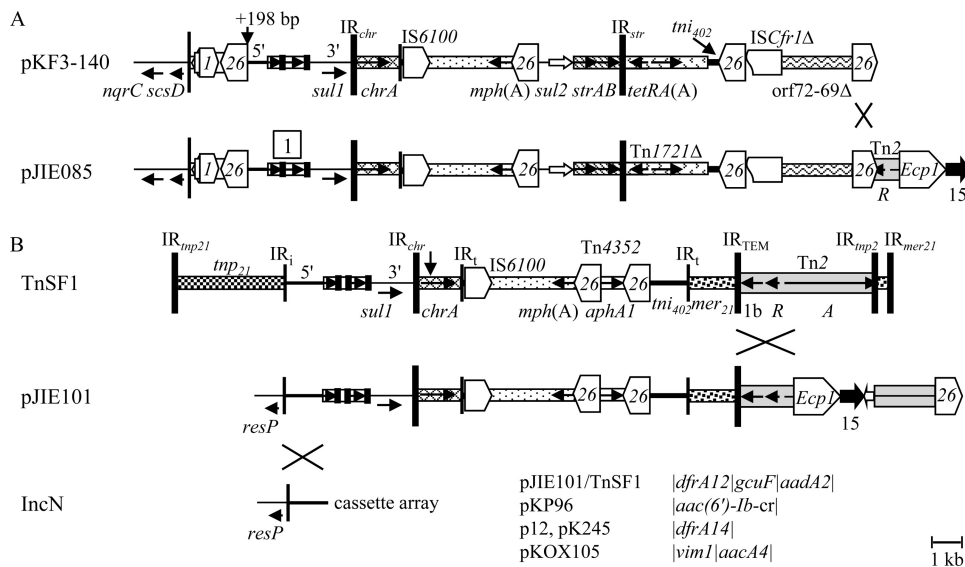 A
+198 bp
IRchr IS6100 IRstr tni402 ISCfr1Δ
pKF3-140 1 26 5' 3' 26 26 26
nqrC scsD sul1 chrA mph(A) sul2 strAB tetRA(A) orf72-69Δ
1 Tn1721Δ Tn2
pJIE085 1 26 26 26 26 Ecp1
R 15
B
IRtnp21 IRi IRchr IRt Tn4352 IRt IRTEM IRtnp2 IRmer21
tnp21 5' 3' IS6100 Tn2
TnSF1 26 26
sul1 chrA mph(A) aphA1 tni402 mer21 1b R A
pJIE101 26 26 Ecp1 26
resP 15
IncN cassette array
resP
pJIE101/TnSF1 |dfrA12|gcuF|aadA2|
pKP96 |aac(6')-Ib-cr|
p12, pK245 |dfrA14|
pKOX105 |vim1|aacA4|
1 kb